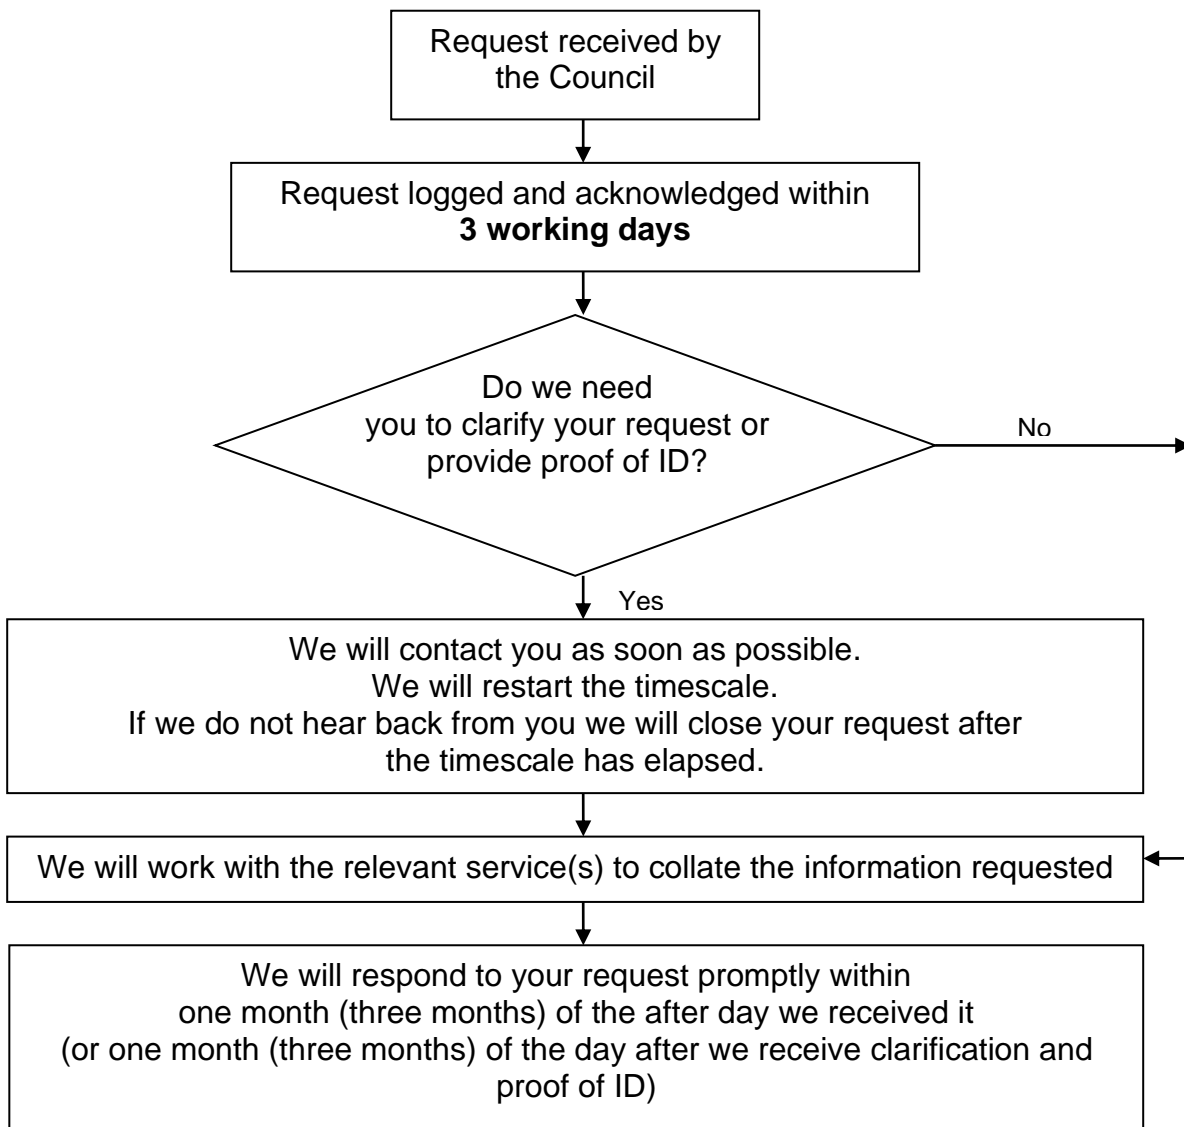 Request received by
the Council
Request logged and acknowledged within
3 working days
Do we need
you to clarify your request or
provide proof of ID?
No
Yes
We will contact you as soon as possible.
We will restart the timescale.
If we do not hear back from you we will close your request after
the timescale has elapsed.
We will work with the relevant service(s) to collate the information requested
We will respond to your request promptly within
one month (three months) of the after day we received it
(or one month (three months) of the day after we receive clarification and
proof of ID)